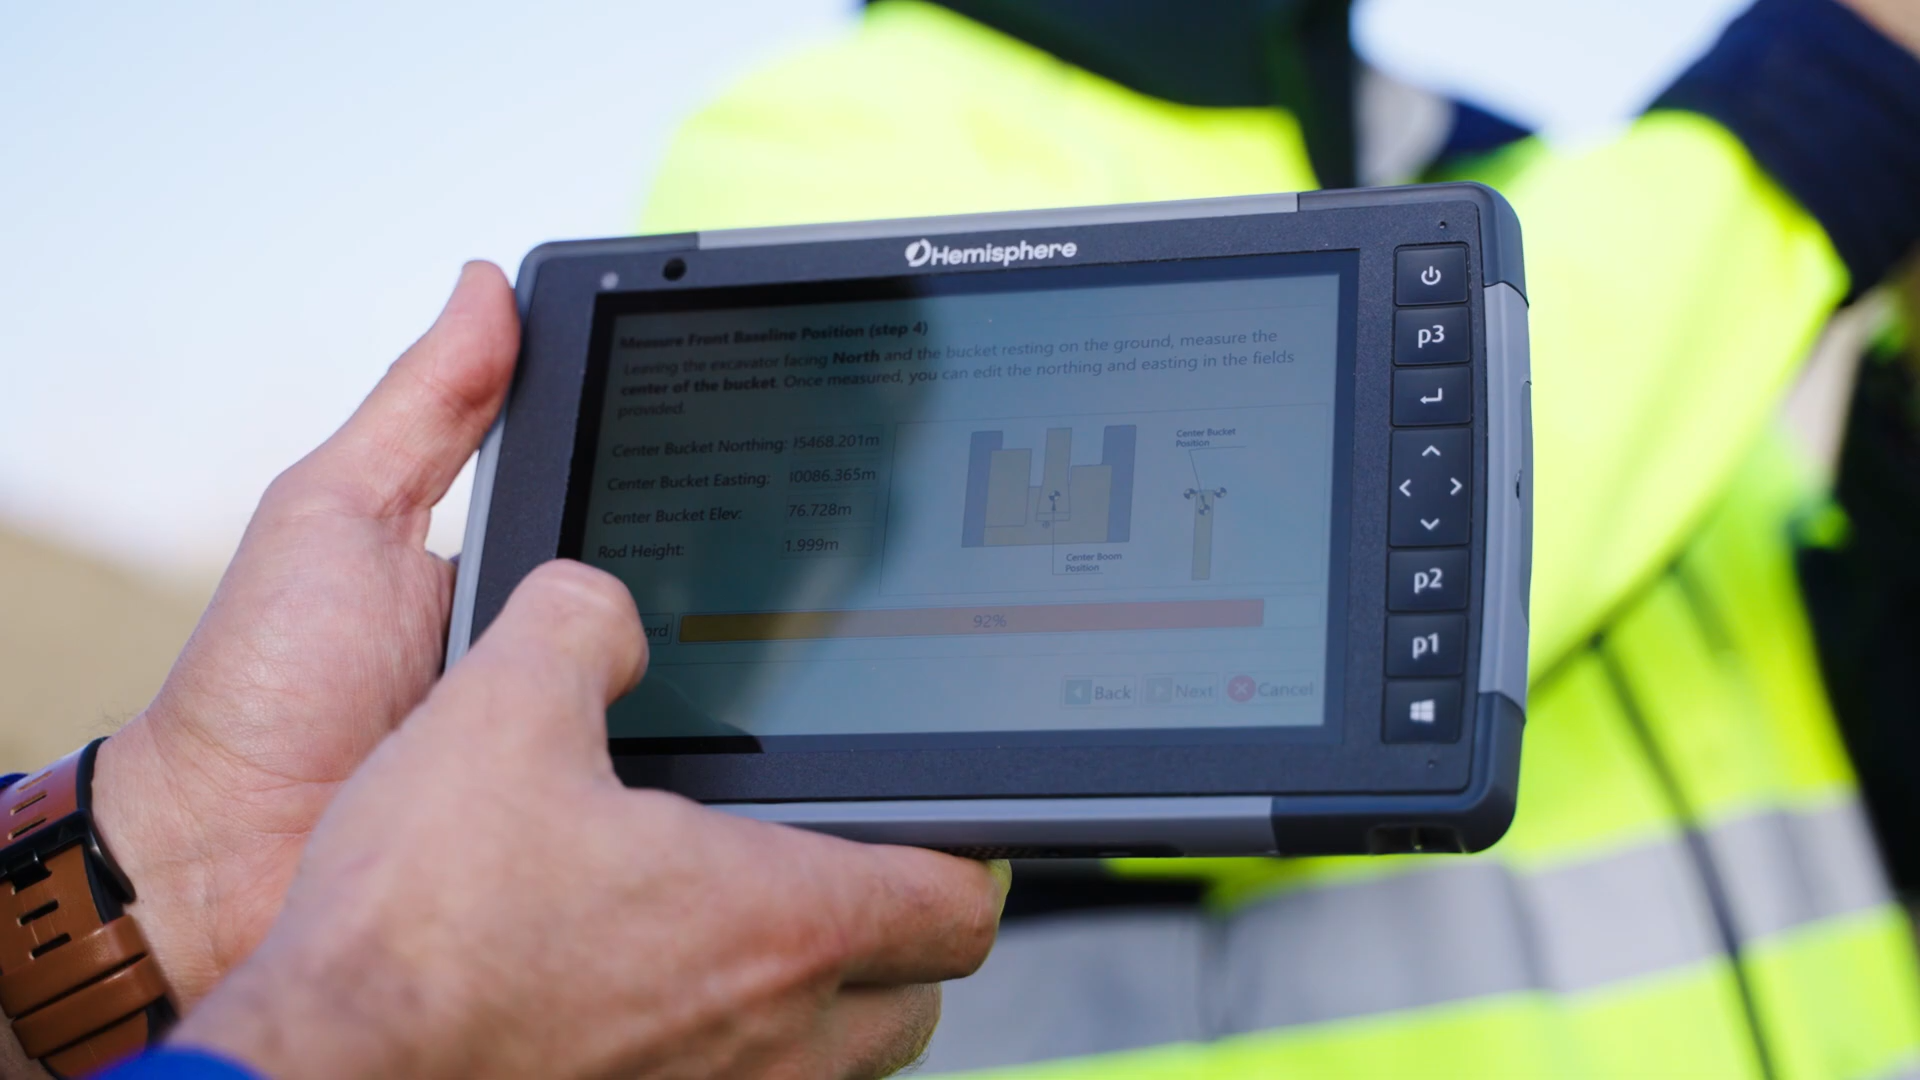 Hemisphere
Measure Front Baseline Position (step 4)
Leaving the excavator facing North and the bucket resting on the ground, measure the
center of the bucket. Once measured, you can edit the northing and easting in the fields
provided.
Center Bucket Northing: 5468.201m
Center Bucket Easting: 0086.365m
Center Bucket Elev: 76.728m
Rod Height: 1.999m
Center Bucket
Position
Center Boom
Position
ord
92%
Back Next Cancel
p3
p2
p1